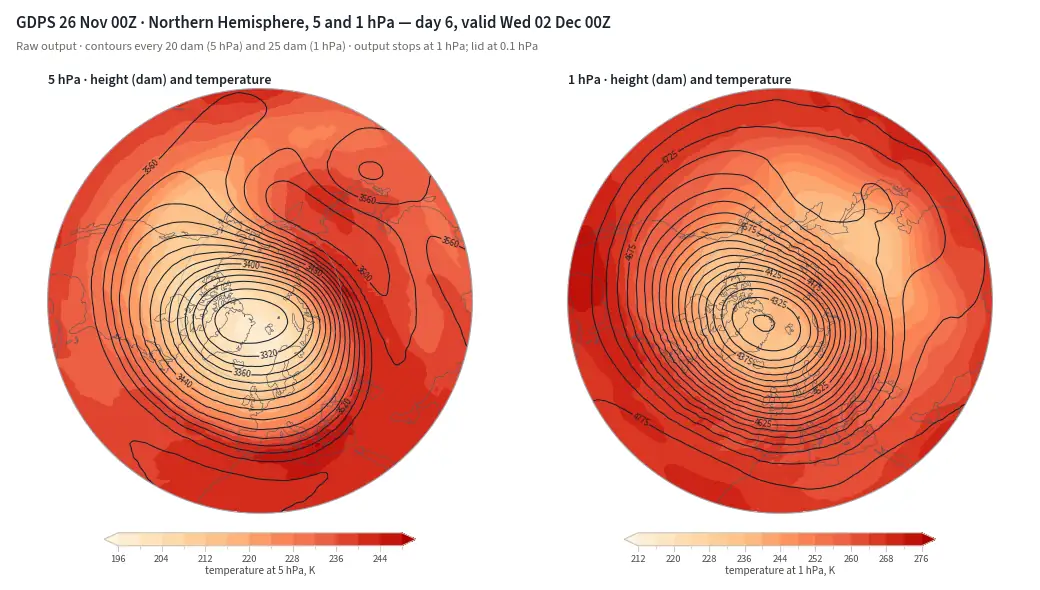 GDPS 26 Nov 00Z · Northern Hemisphere, 5 and 1 hPa — day 6, valid Wed 02 Dec 00Z
Raw output · contours every 20 dam (5 hPa) and 25 dam (1 hPa) · output stops at 1 hPa; lid at 0.1 hPa
5 hPa · height (dam) and temperature
1 hPa · height (dam) and temperature
3560
3560
3560
3400
3500
3320
3360
3440
4725
4675
4575
4425
4325
4375
4625
4775
196 204 212 220 228 236 244
temperature at 5 hPa, K
212 220 228 236 244 252 260 268 276
temperature at 1 hPa, K